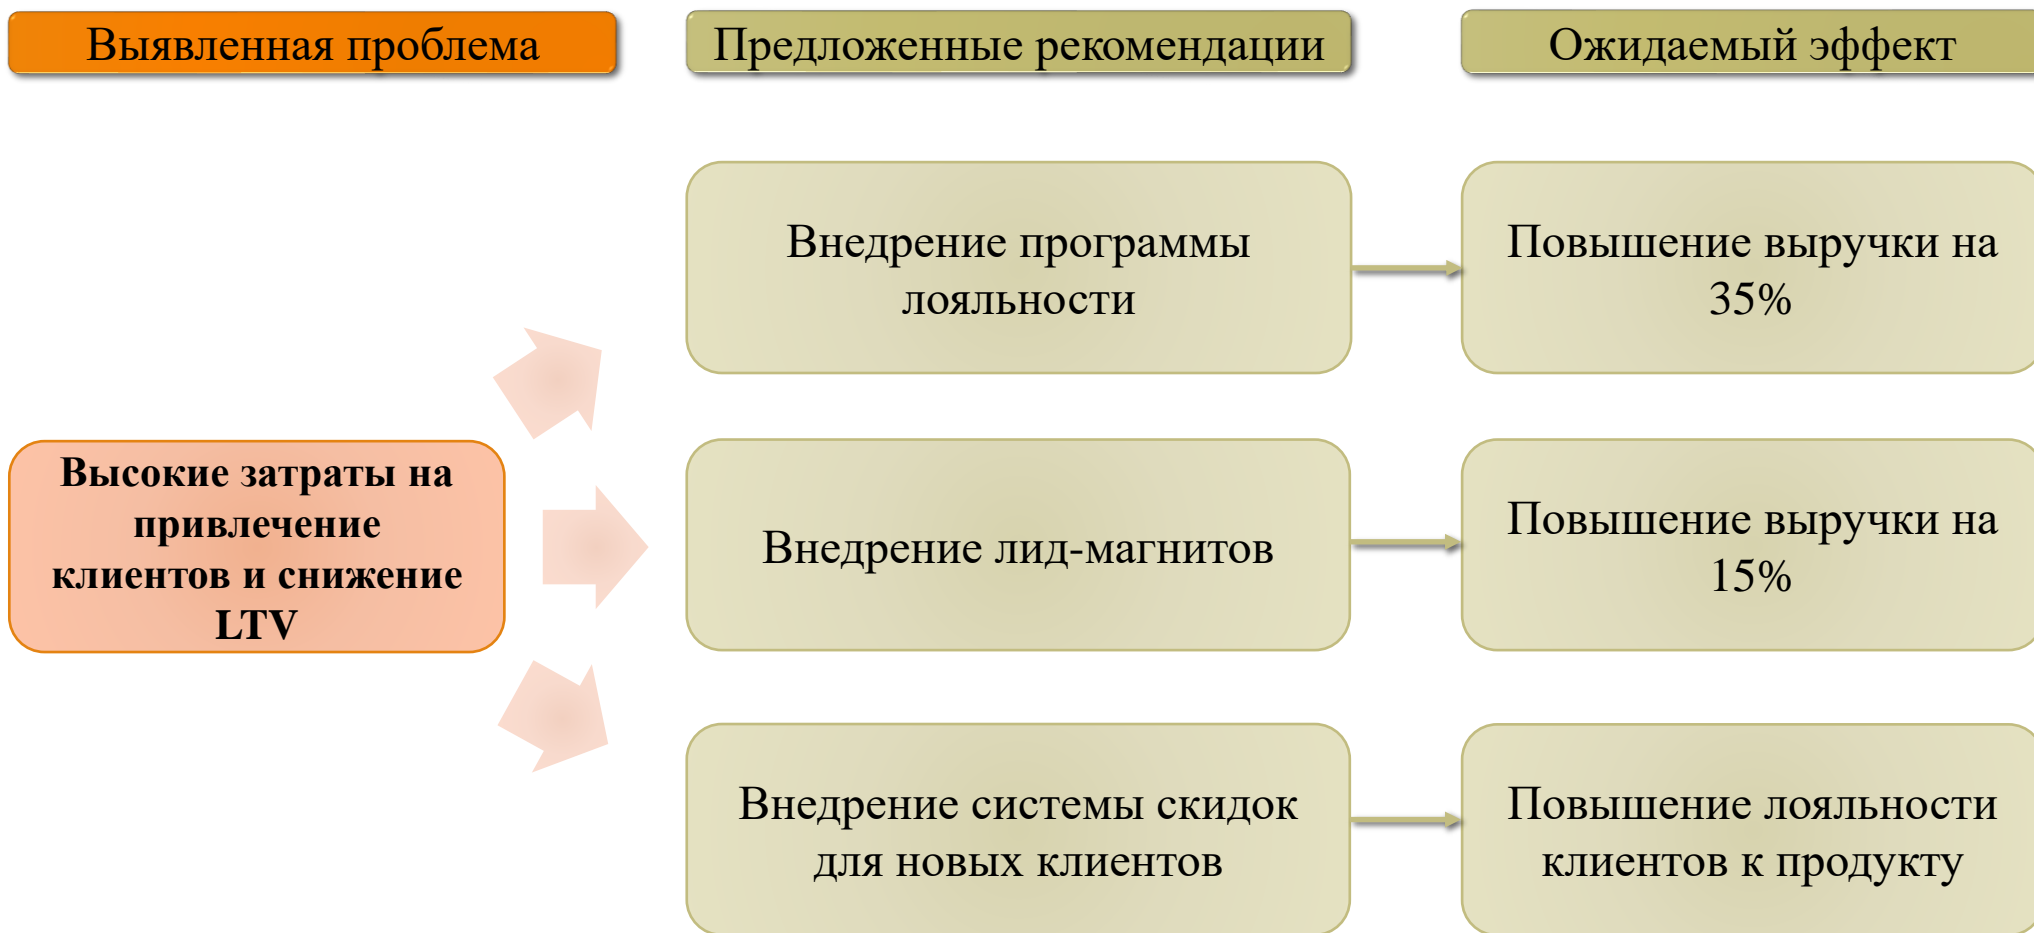 Выявленная проблема
Предложенные рекомендации
Ожидаемый эффект
Внедрение программы
лояльности
Повышение выручки на
35%
Высокие затраты на
привлечение
клиентов и снижение
LTV
Внедрение лид-магнитов
Повышение выручки на
15%
Внедрение системы скидок
для новых клиентов
Повышение лояльности
клиентов к продукту